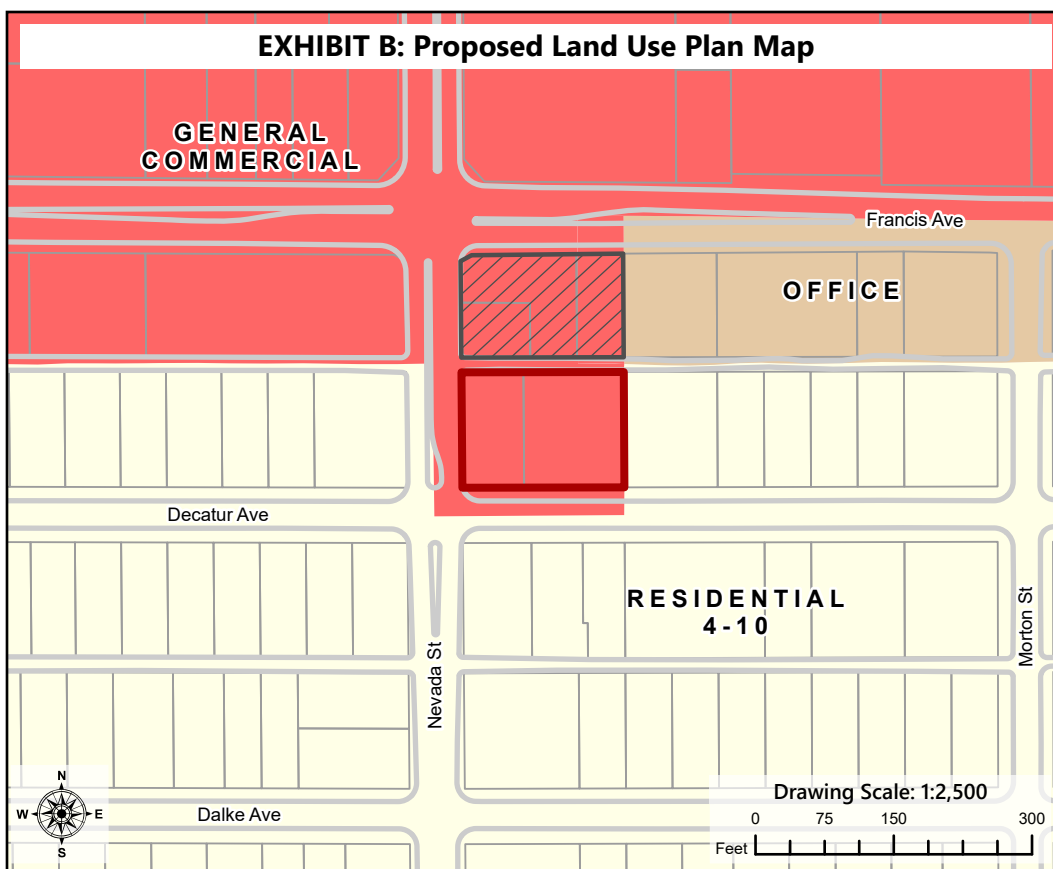 EXHIBIT B: Proposed Land Use Plan Map
GENERAL
COMMERCIAL
Francis Ave
OFFICE
Decatur Ave
RESIDENTIAL
4-10
Nevada St
Morton St
Dalke Ave
N
W
E
S
Drawing Scale: 1:2,500
0 75 150 300
Feet